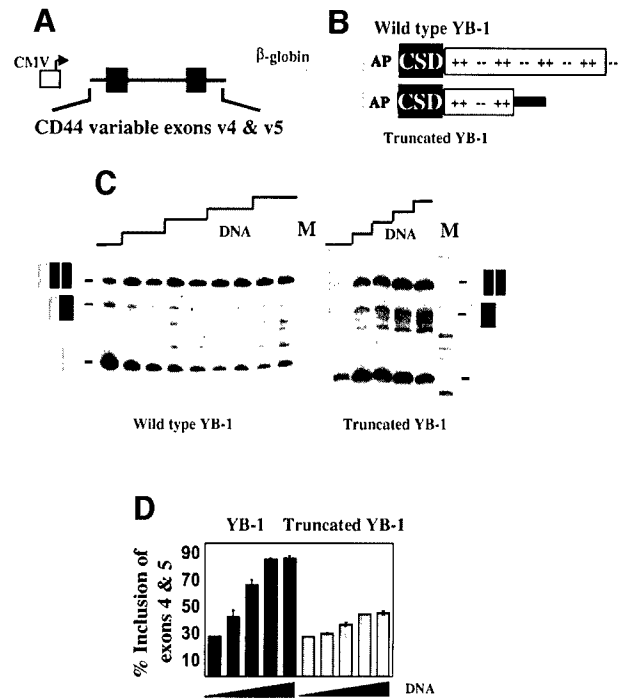 A
CMV
β-globin
CD44 variable exons v4 & v5
B
Wild type YB-1
AP CSD ++ -- ++ -- ++ -- ++ --
AP CSD ++ -- ++
Truncated YB-1
C
DNA M
DNA M
Wild type YB-1
Truncated YB-1
D
YB-1 Truncated YB-1
% Inclusion of exons 4 & 5
90
70
50
30
10
DNA